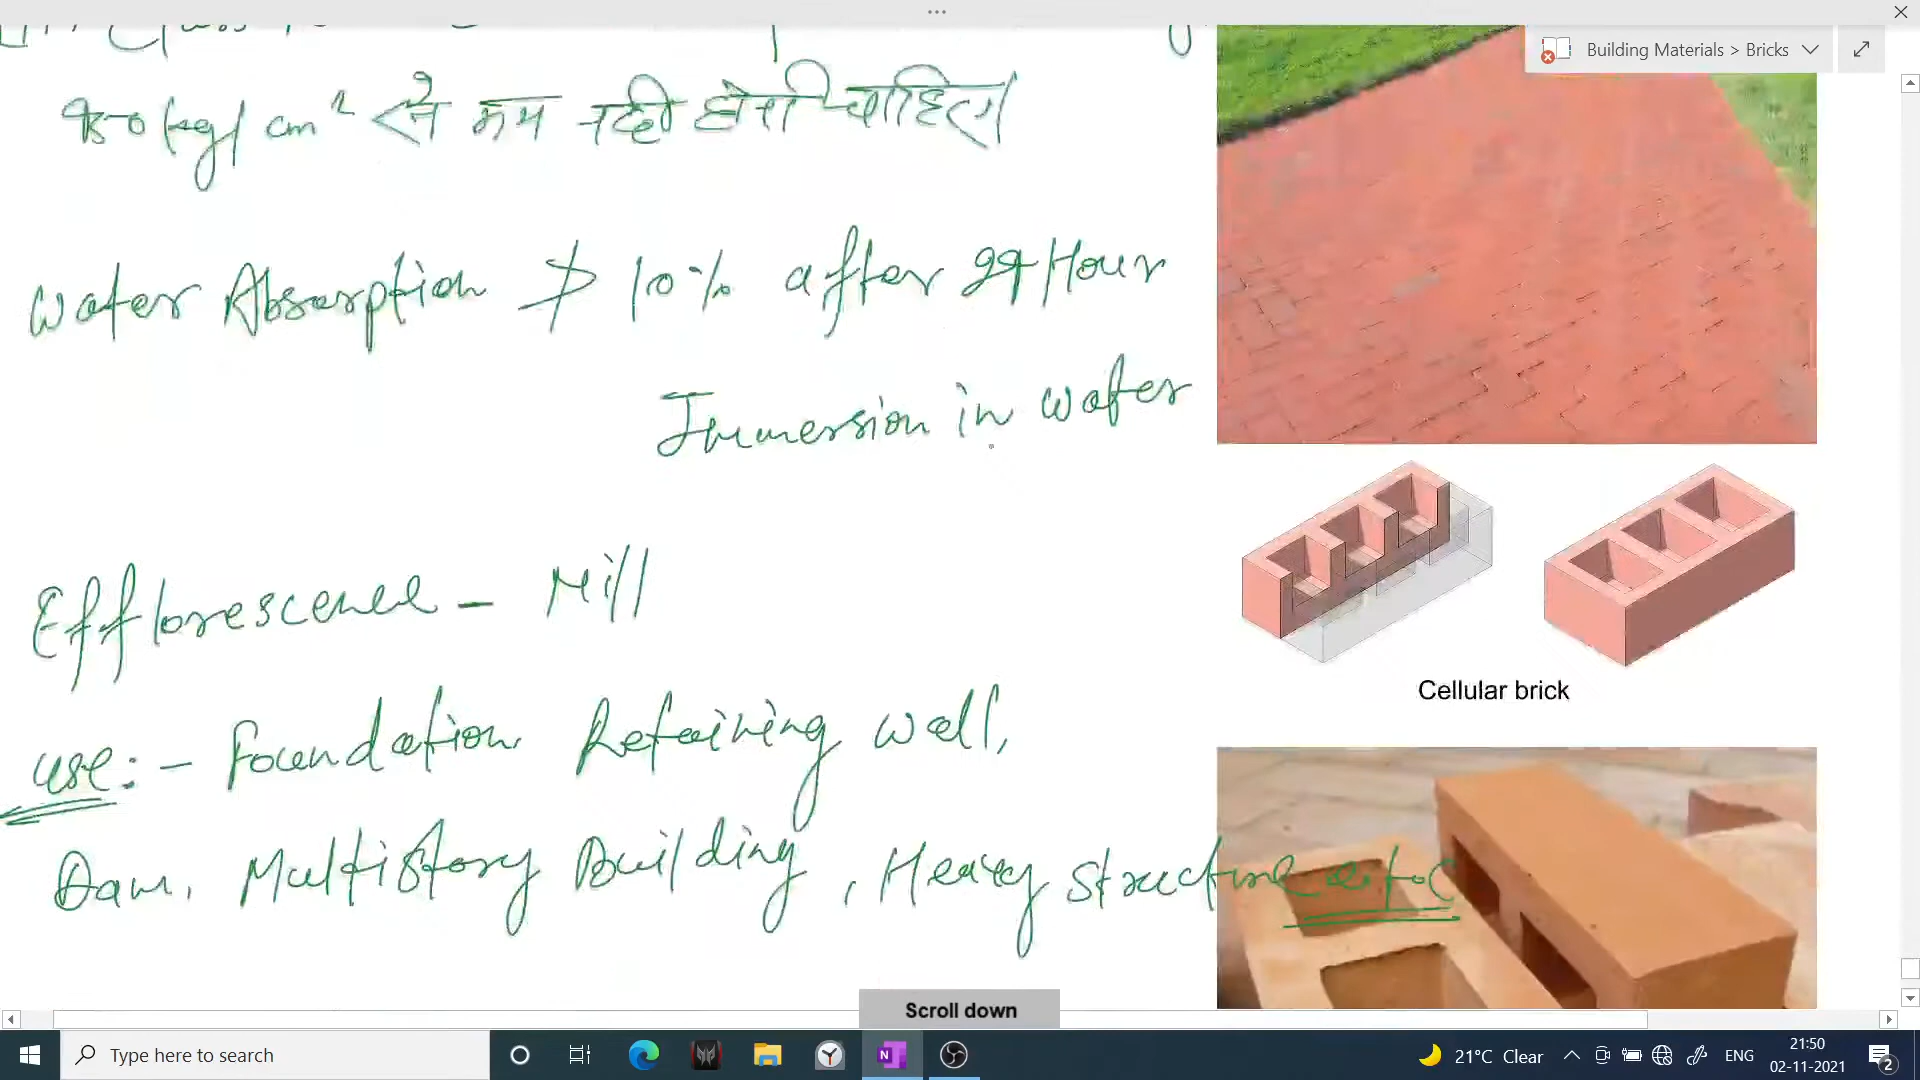 Building Materials > Bricks
kg/cm² से कम नही होना चाहिए
Water Absorption ≯ 10% after 24 Hour
Immersion in water
Efflorescence - Nill
Use:- Foundation Retaining wall,
Dam, Multistory Building, Heavy structure etc
Cellular brick
Scroll down
Type here to search
21°C Clear
ENG
21:50
02-11-2021
2